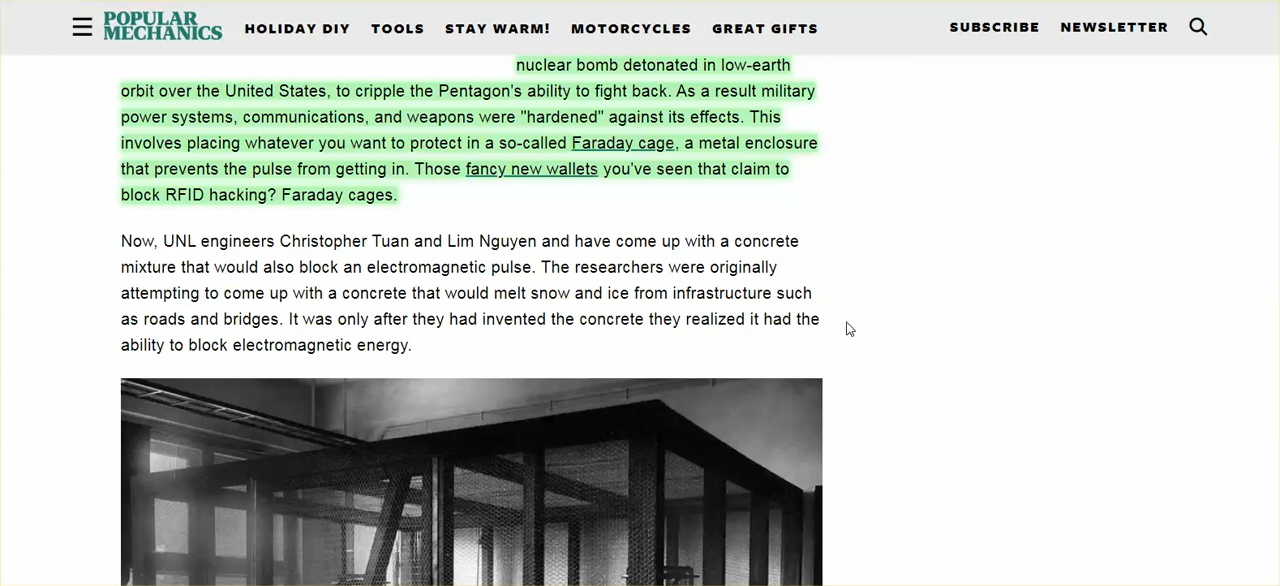 POPULAR
MECHANICS
HOLIDAY DIY TOOLS STAY WARM! MOTORCYCLES GREAT GIFTS SUBSCRIBE NEWSLETTER
nuclear bomb detonated in low-earth
orbit over the United States, to cripple the Pentagon's ability to fight back. As a result military
power systems, communications, and weapons were "hardened" against its effects. This
involves placing whatever you want to protect in a so-called Faraday cage, a metal enclosure
that prevents the pulse from getting in. Those fancy new wallets you've seen that claim to
block RFID hacking? Faraday cages.
Now, UNL engineers Christopher Tuan and Lim Nguyen and have come up with a concrete
mixture that would also block an electromagnetic pulse. The researchers were originally
attempting to come up with a concrete that would melt snow and ice from infrastructure such
as roads and bridges. It was only after they had invented the concrete they realized it had the
ability to block electromagnetic energy.